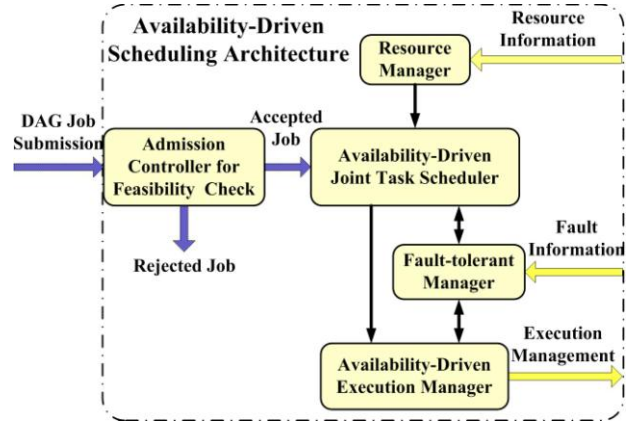 Availability-Driven
Scheduling Architecture
Resource
Information
Resource
Manager
DAG Job
Submission
Accepted
Job
Admission
Controller for
Feasibility Check
Availability-Driven
Joint Task Scheduler
Rejected Job
Fault
Information
Fault-tolerant
Manager
Execution
Management
Availability-Driven
Execution Manager